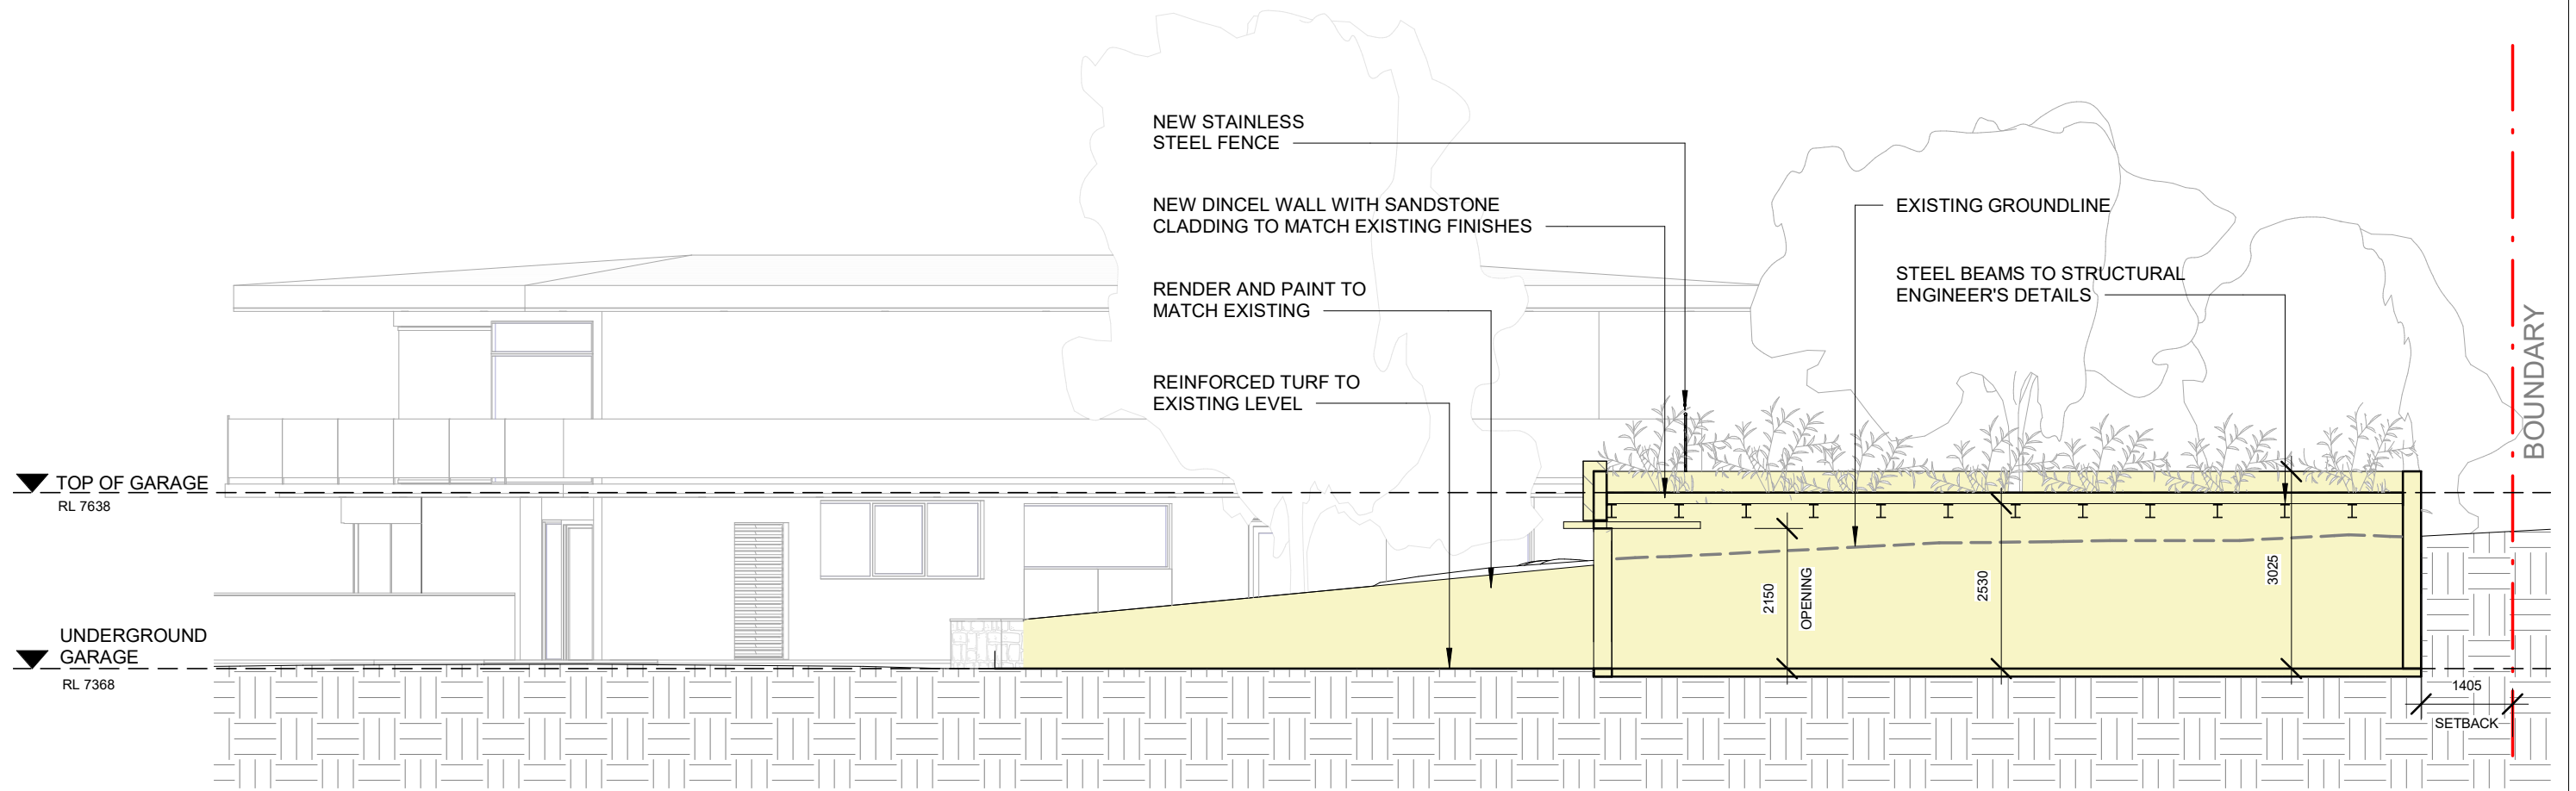 NEW STAINLESS
STEEL FENCE
NEW DINCEL WALL WITH SANDSTONE
CLADDING TO MATCH EXISTING FINISHES
RENDER AND PAINT TO
MATCH EXISTING
REINFORCED TURF TO
EXISTING LEVEL
EXISTING GROUNDLINE
STEEL BEAMS TO STRUCTURAL
ENGINEER'S DETAILS
BOUNDARY
TOP OF GARAGE
RL 7638
UNDERGROUND
GARAGE
RL 7368
2150
OPENING
2530
3025
1405
SETBACK